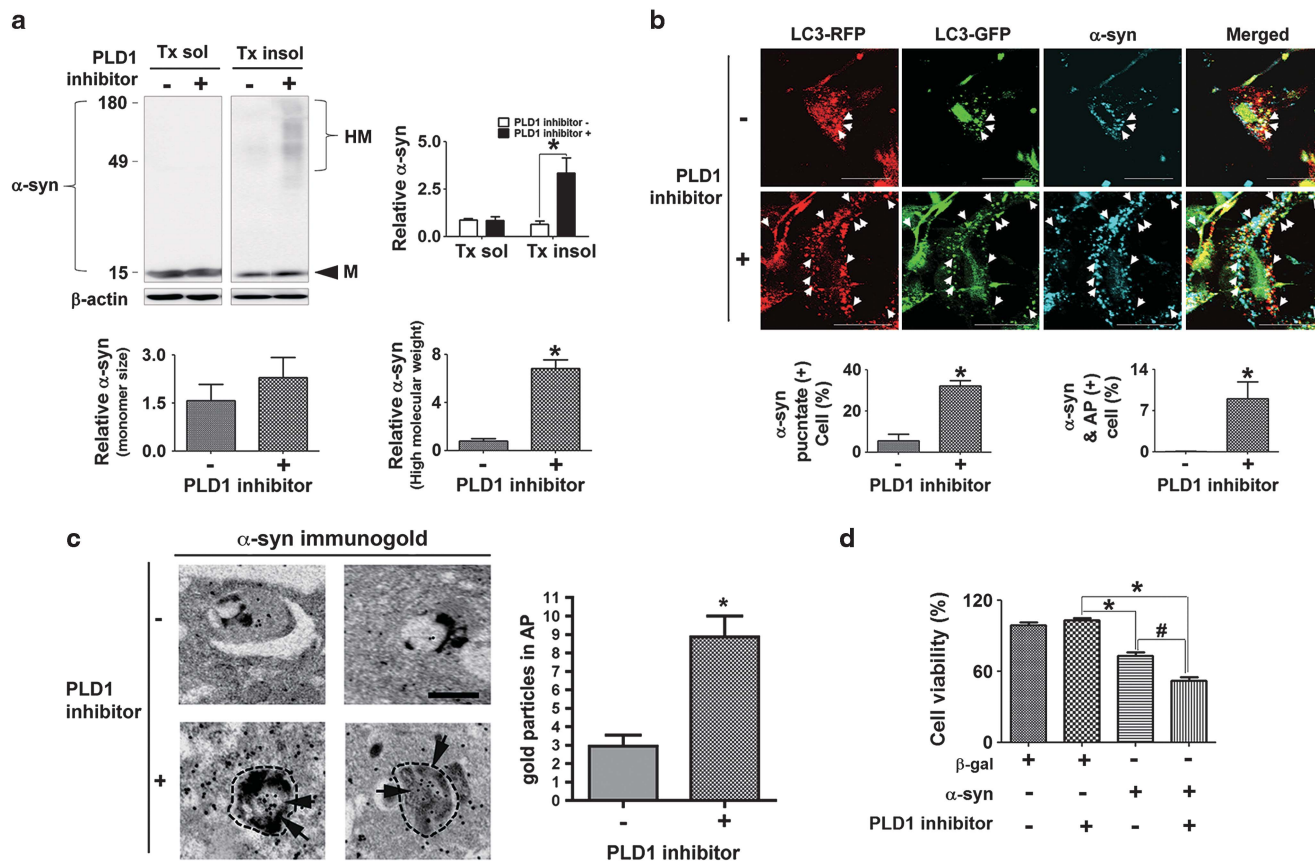 a
PLD1 inhibitor
Tx sol
Tx insol
- + - +
180
49
15
α-syn
HM
M
β-actin
PLD1 inhibitor -
PLD1 inhibitor +
*
Relative α-syn
5.0
2.5
0.0
Tx sol
Tx insol
Relative α-syn
(monomer size)
3.0
1.5
0.0
- +
PLD1 inhibitor
Relative α-syn
(High molecular weight)
8
4
0
*
- +
PLD1 inhibitor
b
LC3-RFP
LC3-GFP
α-syn
Merged
PLD1
inhibitor
-
+
α-syn
pucntate (+)
Cell (%)
40
20
0
*
- +
PLD1 inhibitor
α-syn
& AP (+)
cell (%)
14
7
0
*
- +
PLD1 inhibitor
c
α-syn immunogold
PLD1
inhibitor
-
+
gold particles in AP
11
10
9
8
7
6
5
4
3
2
1
0
*
- +
PLD1 inhibitor
d
Cell viability (%)
120
60
0
*
*
#
β-gal + + - -
α-syn - - + +
PLD1 inhibitor - + - +